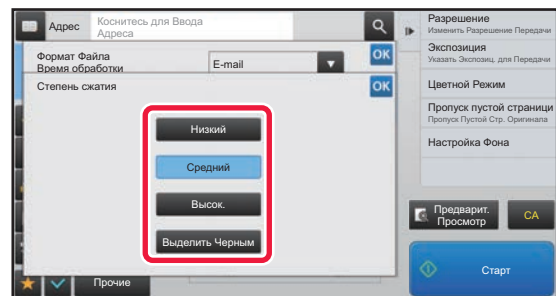 Адрес
Коснитесь для Ввода
Адреса
Формат Файла
Время обработки
E-mail
OK
Степень сжатия
OK
Низкий
Средний
Высок.
Выделить Черным
Прочие
Разрешение
Изменить Разрешение Передачи
Экспозиция
Указать Экспозиц. для Передачи
Цветной Режим
Пропуск пустой страници
Пропуск Пустой Стр. Оригинала
Настройка Фона
Предварит.
Просмотр
CA
Старт